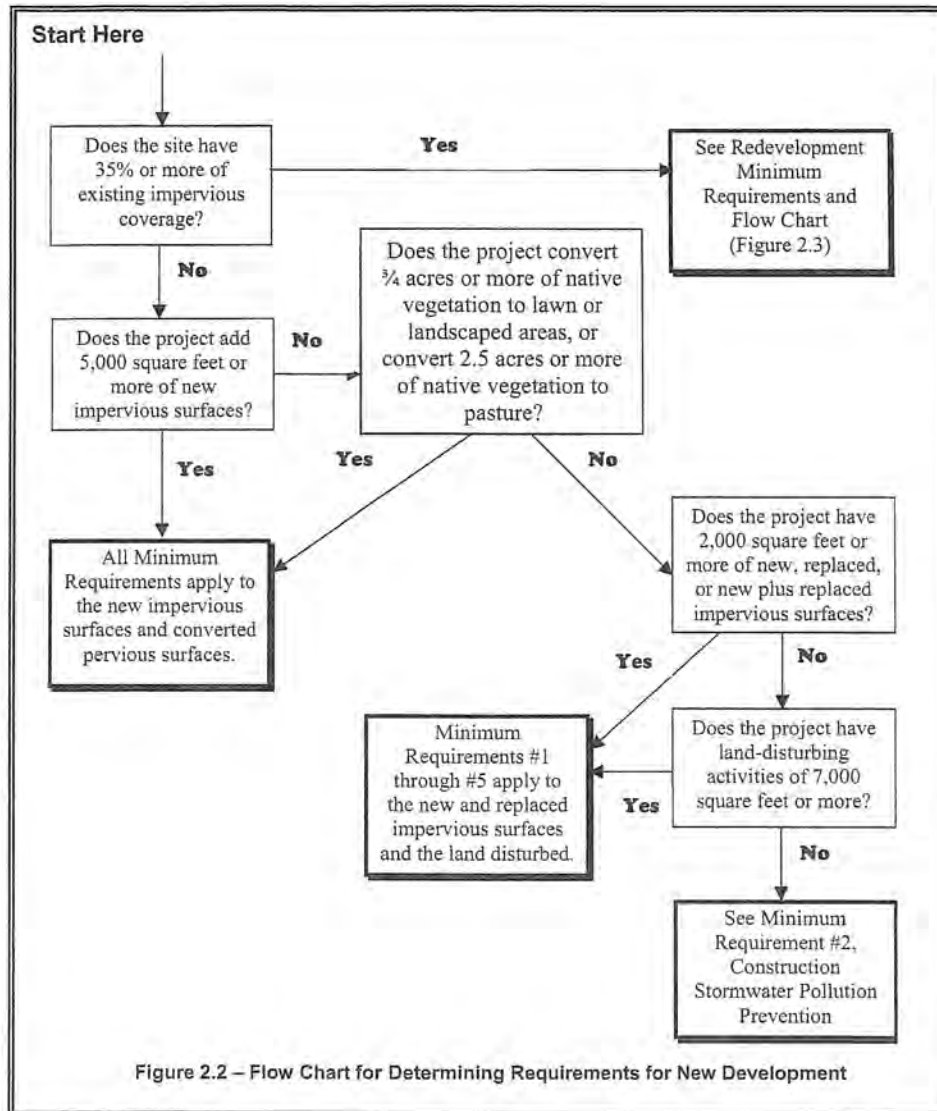 Start Here
Does the site have
35% or more of
existing impervious
coverage?
Yes
See Redevelopment
Minimum
Requirements and
Flow Chart
(Figure 2.3)
No
Does the project convert
¾ acres or more of native
vegetation to lawn or
landscaped areas, or
convert 2.5 acres or more
of native vegetation to
pasture?
Does the project add
5,000 square feet or
more of new
impervious surfaces?
No
Yes
Yes
No
All Minimum
Requirements apply to
the new impervious
surfaces and converted
pervious surfaces.
Does the project have
2,000 square feet or
more of new, replaced,
or new plus replaced
impervious surfaces?
Yes
No
Minimum
Requirements #1
through #5 apply to
the new and replaced
impervious surfaces
and the land disturbed.
Does the project have
land-disturbing
activities of 7,000
square feet or more?
Yes
No
See Minimum
Requirement #2,
Construction
Stormwater Pollution
Prevention
Figure 2.2 – Flow Chart for Determining Requirements for New Development